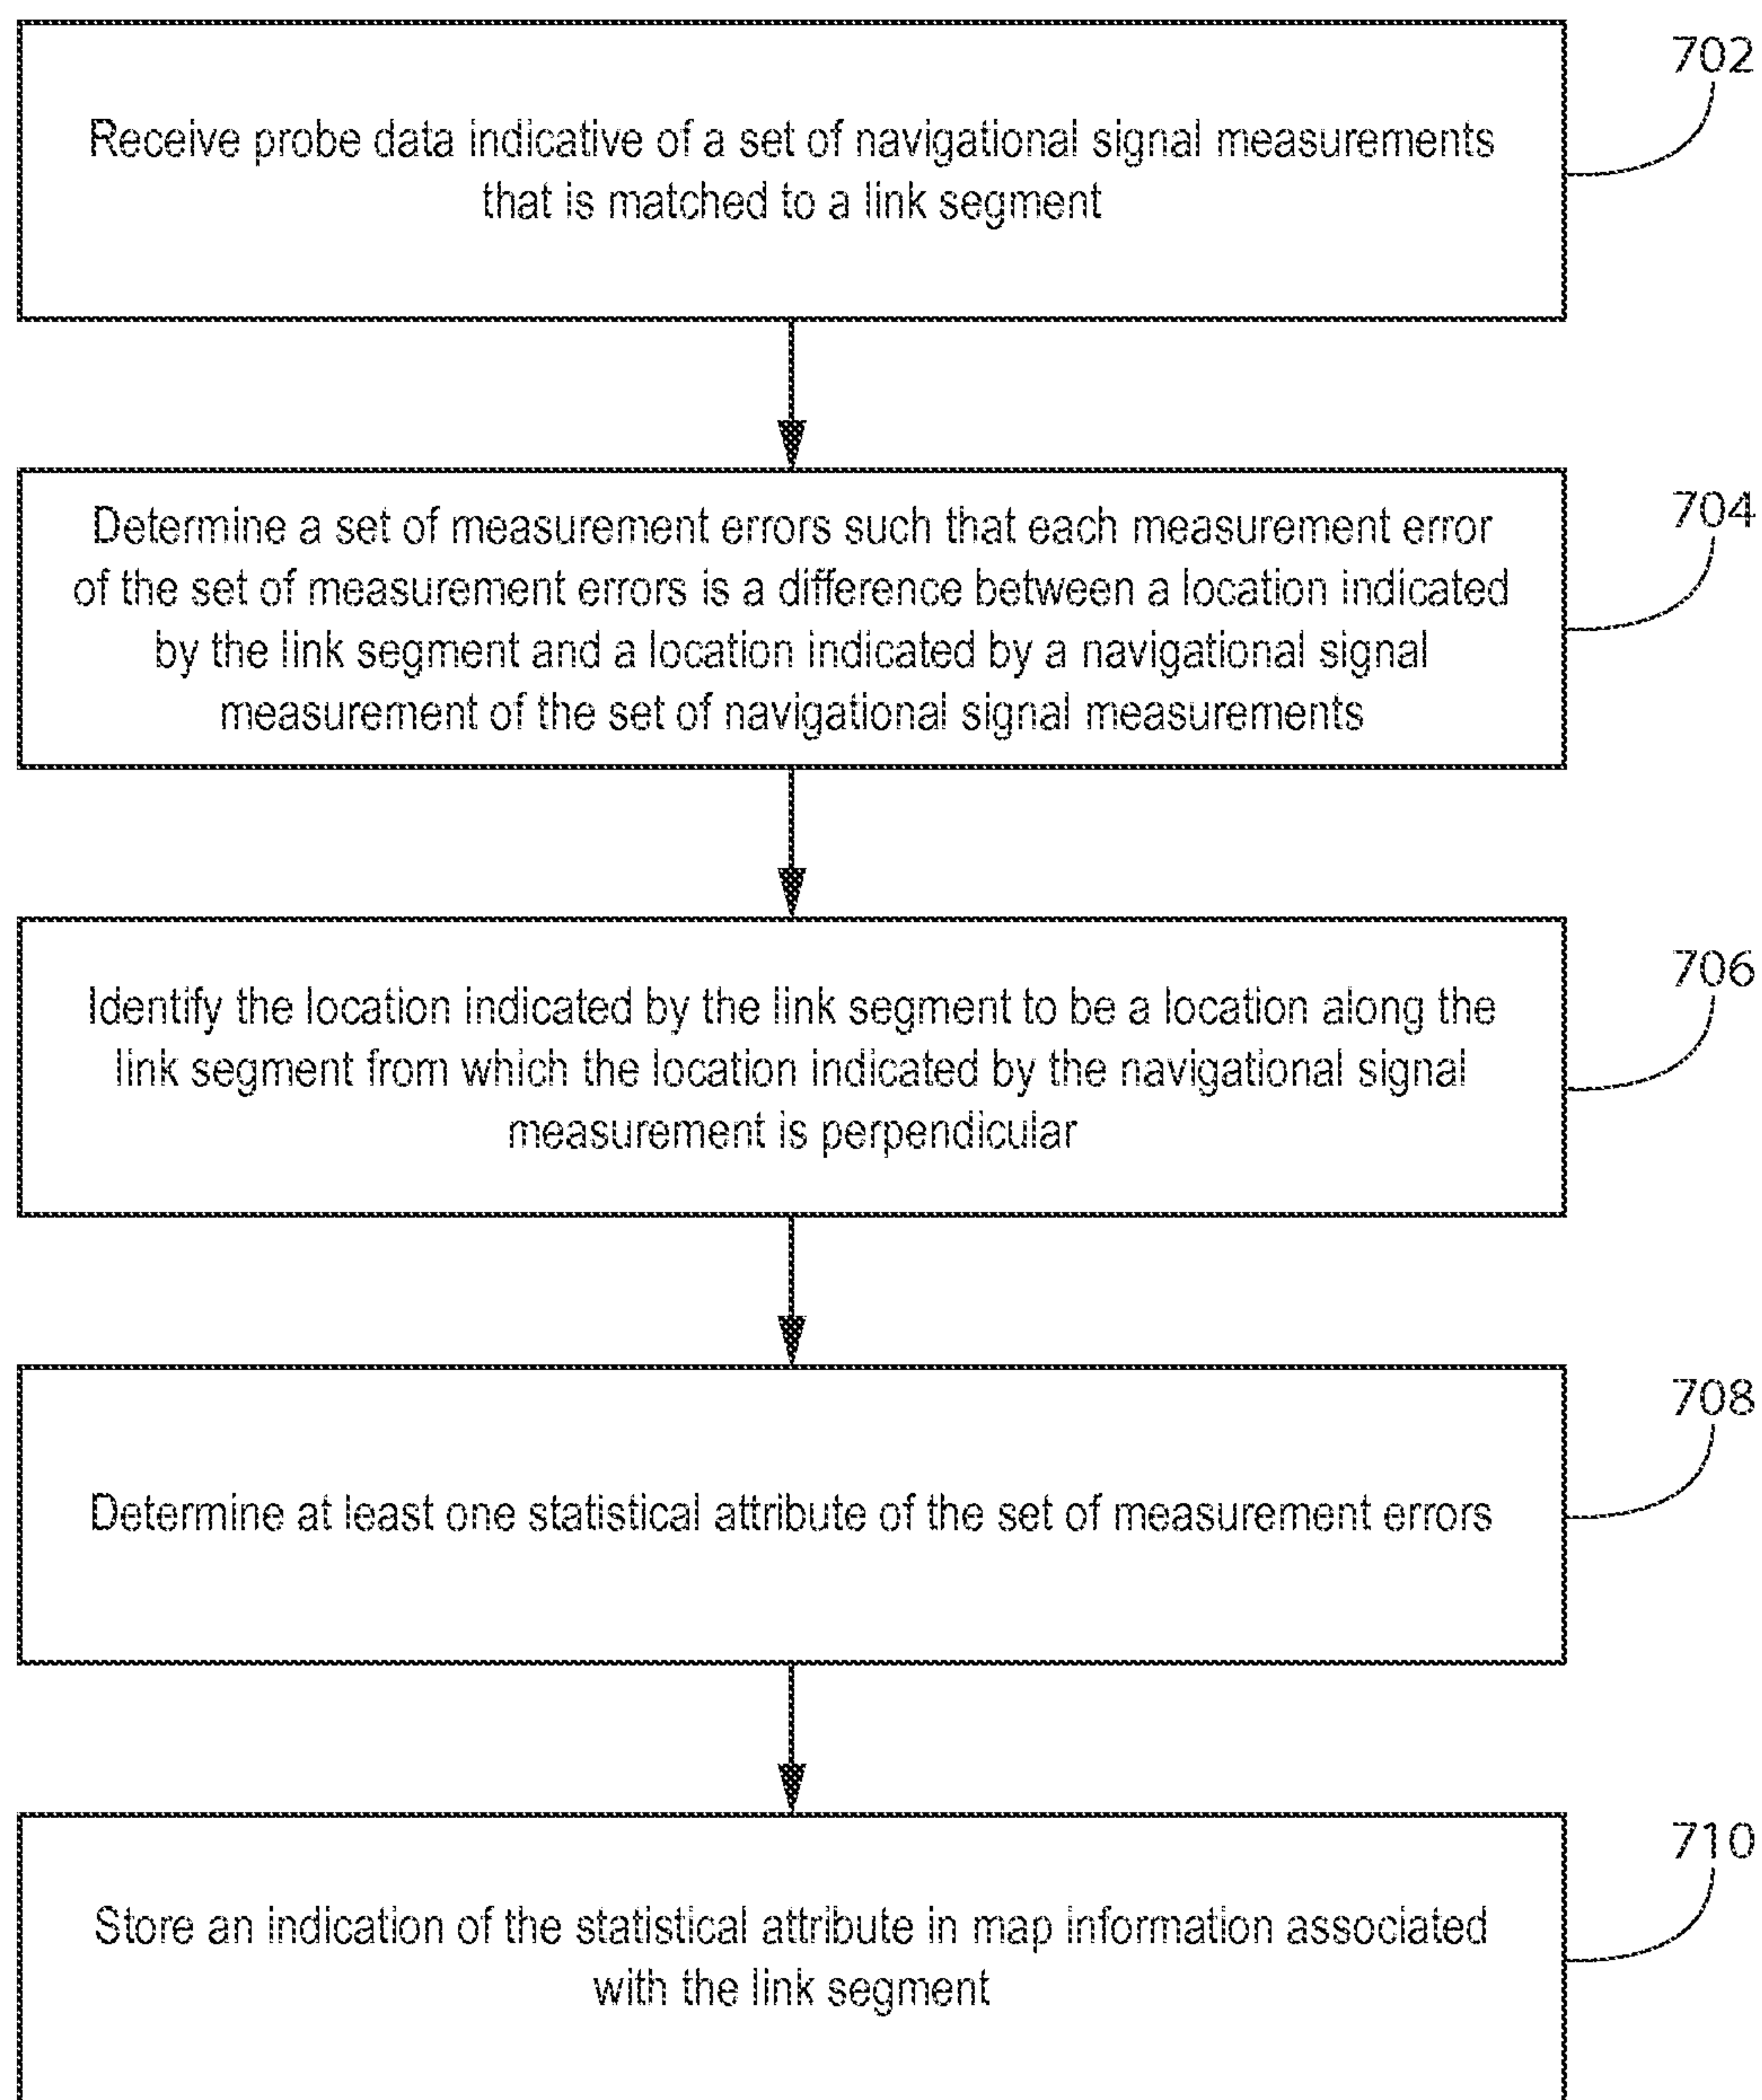 702
Receive probe data indicative of a set of navigational signal measurements
that is matched to a link segment
704
Determine a set of measurement errors such that each measurement error
of the set of measurement errors is a difference between a location indicated
by the link segment and a location indicated by a navigational signal
measurement of the set of navigational signal measurements
706
Identify the location indicated by the link segment to be a location along the
link segment from which the location indicated by the navigational signal
measurement is perpendicular
708
Determine at least one statistical attribute of the set of measurement errors
710
Store an indication of the statistical attribute in map information associated
with the link segment